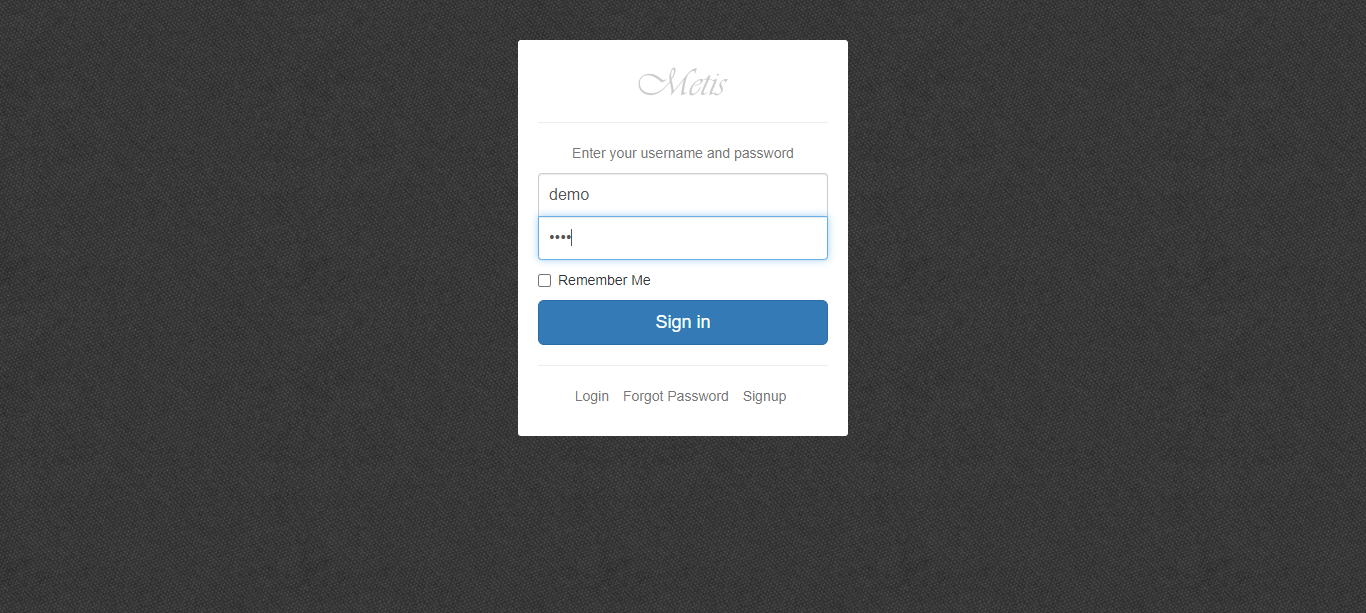 Metis
Enter your username and password
demo
••••
Remember Me
Sign in
Login Forgot Password Signup